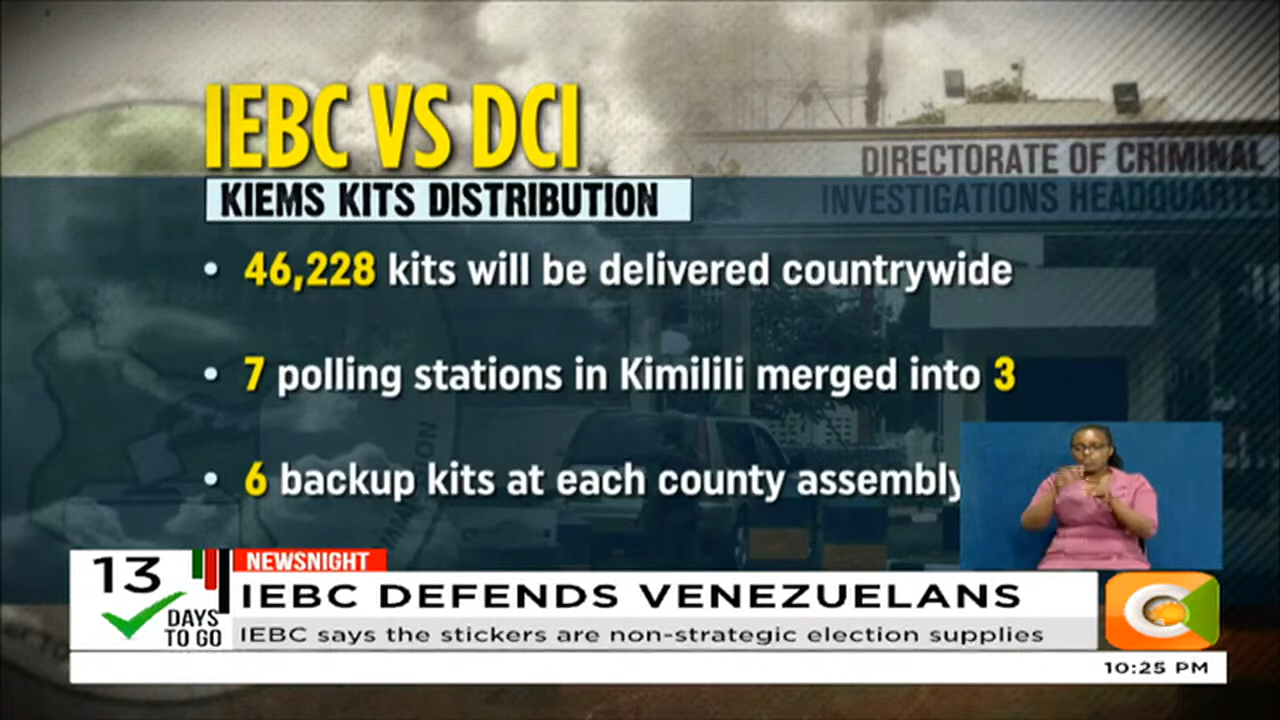 IEBC VS DCI
DIRECTORATE OF CRIMINAL
INVESTIGATIONS HEADQUARTE
KIEMS KITS DISTRIBUTION
• 46,228 kits will be delivered countrywide
• 7 polling stations in Kimilili merged into 3
• 6 backup kits at each county assembly
13
DAYS
TO GO
NEWSNIGHT
IEBC DEFENDS VENEZUELANS
IEBC says the stickers are non-strategic election supplies
10:25 PM